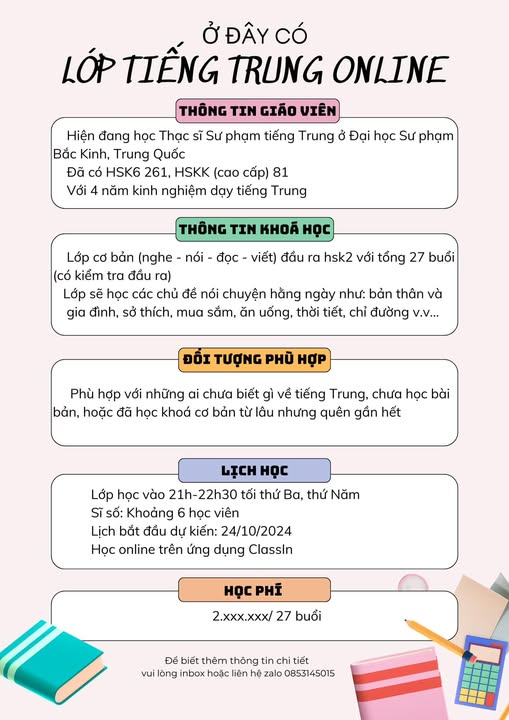 Ở ĐÂY CÓ
LỚP TIẾNG TRUNG ONLINE
THÔNG TIN GIÁO VIÊN
Hiện đang học Thạc sĩ Sư phạm tiếng Trung ở Đại học Sư phạm
Bắc Kinh, Trung Quốc
Đã có HSK6 261, HSKK (cao cấp) 81
Với 4 năm kinh nghiệm dạy tiếng Trung
THÔNG TIN KHOÁ HỌC
Lớp cơ bản (nghe - nói - đọc - viết) đầu ra hsk2 với tổng 27 buổi
(có kiểm tra đầu ra)
Lớp sẽ học các chủ đề nói chuyện hằng ngày như: bản thân và
gia đình, sở thích, mua sắm, ăn uống, thời tiết, chỉ đường v.v...
ĐỐI TƯỢNG PHÙ HỢP
Phù hợp với những ai chưa biết gì về tiếng Trung, chưa học bài
bản, hoặc đã học khoá cơ bản từ lâu nhưng quên gần hết
LỊCH HỌC
Lớp học vào 21h-22h30 tối thứ Ba, thứ Năm
Sĩ số: Khoảng 6 học viên
Lịch bắt đầu dự kiến: 24/10/2024
Học online trên ứng dụng ClassIn
HỌC PHÍ
2.xxx.xxx/ 27 buổi
Để biết thêm thông tin chi tiết
vui lòng inbox hoặc liên hệ zalo 0853145015